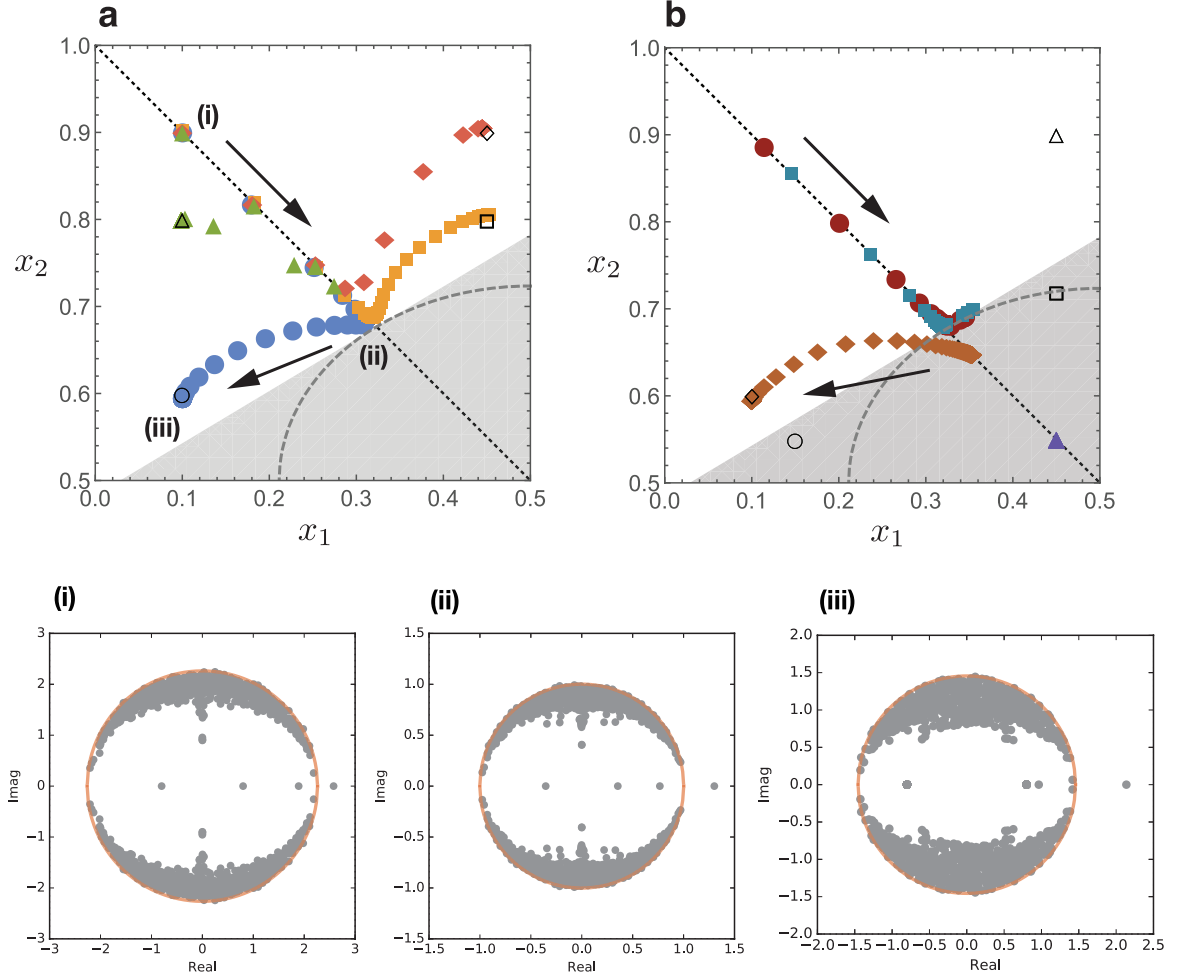 a
b
1.0
0.9
0.8
0.7
0.6
0.5
x₂
0.0 0.1 0.2 0.3 0.4 0.5
x₁
(i)
(ii)
(iii)
1.0
0.9
0.8
0.7
0.6
0.5
x₂
0.0 0.1 0.2 0.3 0.4 0.5
x₁
(i)
3
2
1
0
−1
−2
−3
Imag
−3 −2 −1 0 1 2 3
Real
(ii)
1.5
1.0
0.5
0
−0.5
−1.0
−1.5
Imag
−1.5 −1.0 −0.5 0 0.5 1.0 1.5
Real
(iii)
2.0
1.5
1.0
0.5
0
−0.5
−1.0
−1.5
−2.0
Imag
−2.0 −1.5 −1.0 −0.5 0.0 0.5 1.0 1.5 2.0 2.5
Real